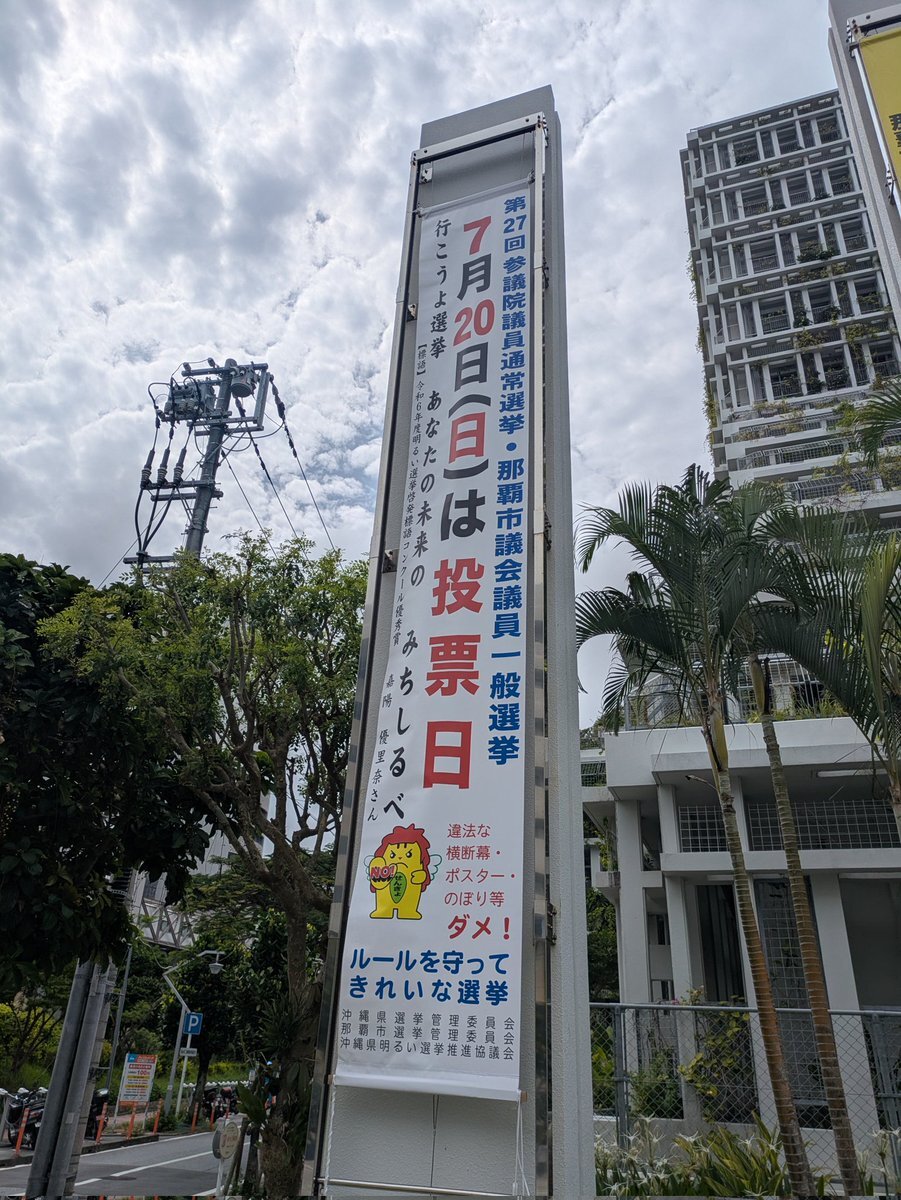 第27回 参議院議員通常選挙・那覇市議会議員一般選挙
7月20日(日)は投票日
行こうよ選挙 あなたの未来の みちしるべ
【標語】令和6年度明るい選挙啓発標語コンクール優秀賞 嘉陽 優里奈さん
違法な
横断幕・
ポスター・
のぼり等
ダメ!
NO!
せんきょ
ルールを守って
きれいな選挙
沖縄県選挙管理委員会
那覇市選挙管理委員会
沖縄県明るい選挙推進協議会
P
100
那